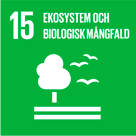 15 EKOSYSTEM OCH
BIOLOGISK MÅNGFALD